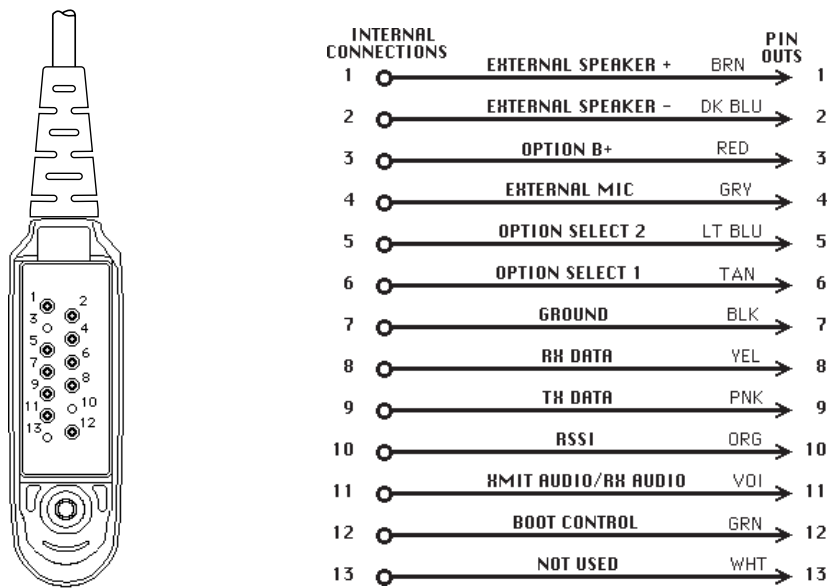 INTERNAL CONNECTIONS
PIN OUTS
1 EXTERNAL SPEAKER + BRN 1
2 EXTERNAL SPEAKER - DK BLU 2
3 OPTION B+ RED 3
4 EXTERNAL MIC GRY 4
5 OPTION SELECT 2 LT BLU 5
6 OPTION SELECT 1 TAN 6
7 GROUND BLK 7
8 RX DATA YEL 8
9 TX DATA PNK 9
10 RSSI ORG 10
11 XMIT AUDIO/RX AUDIO VOI 11
12 BOOT CONTROL GRN 12
13 NOT USED WHT 13
1 2
3 4
5 6
7 8
9 10
11 12
13